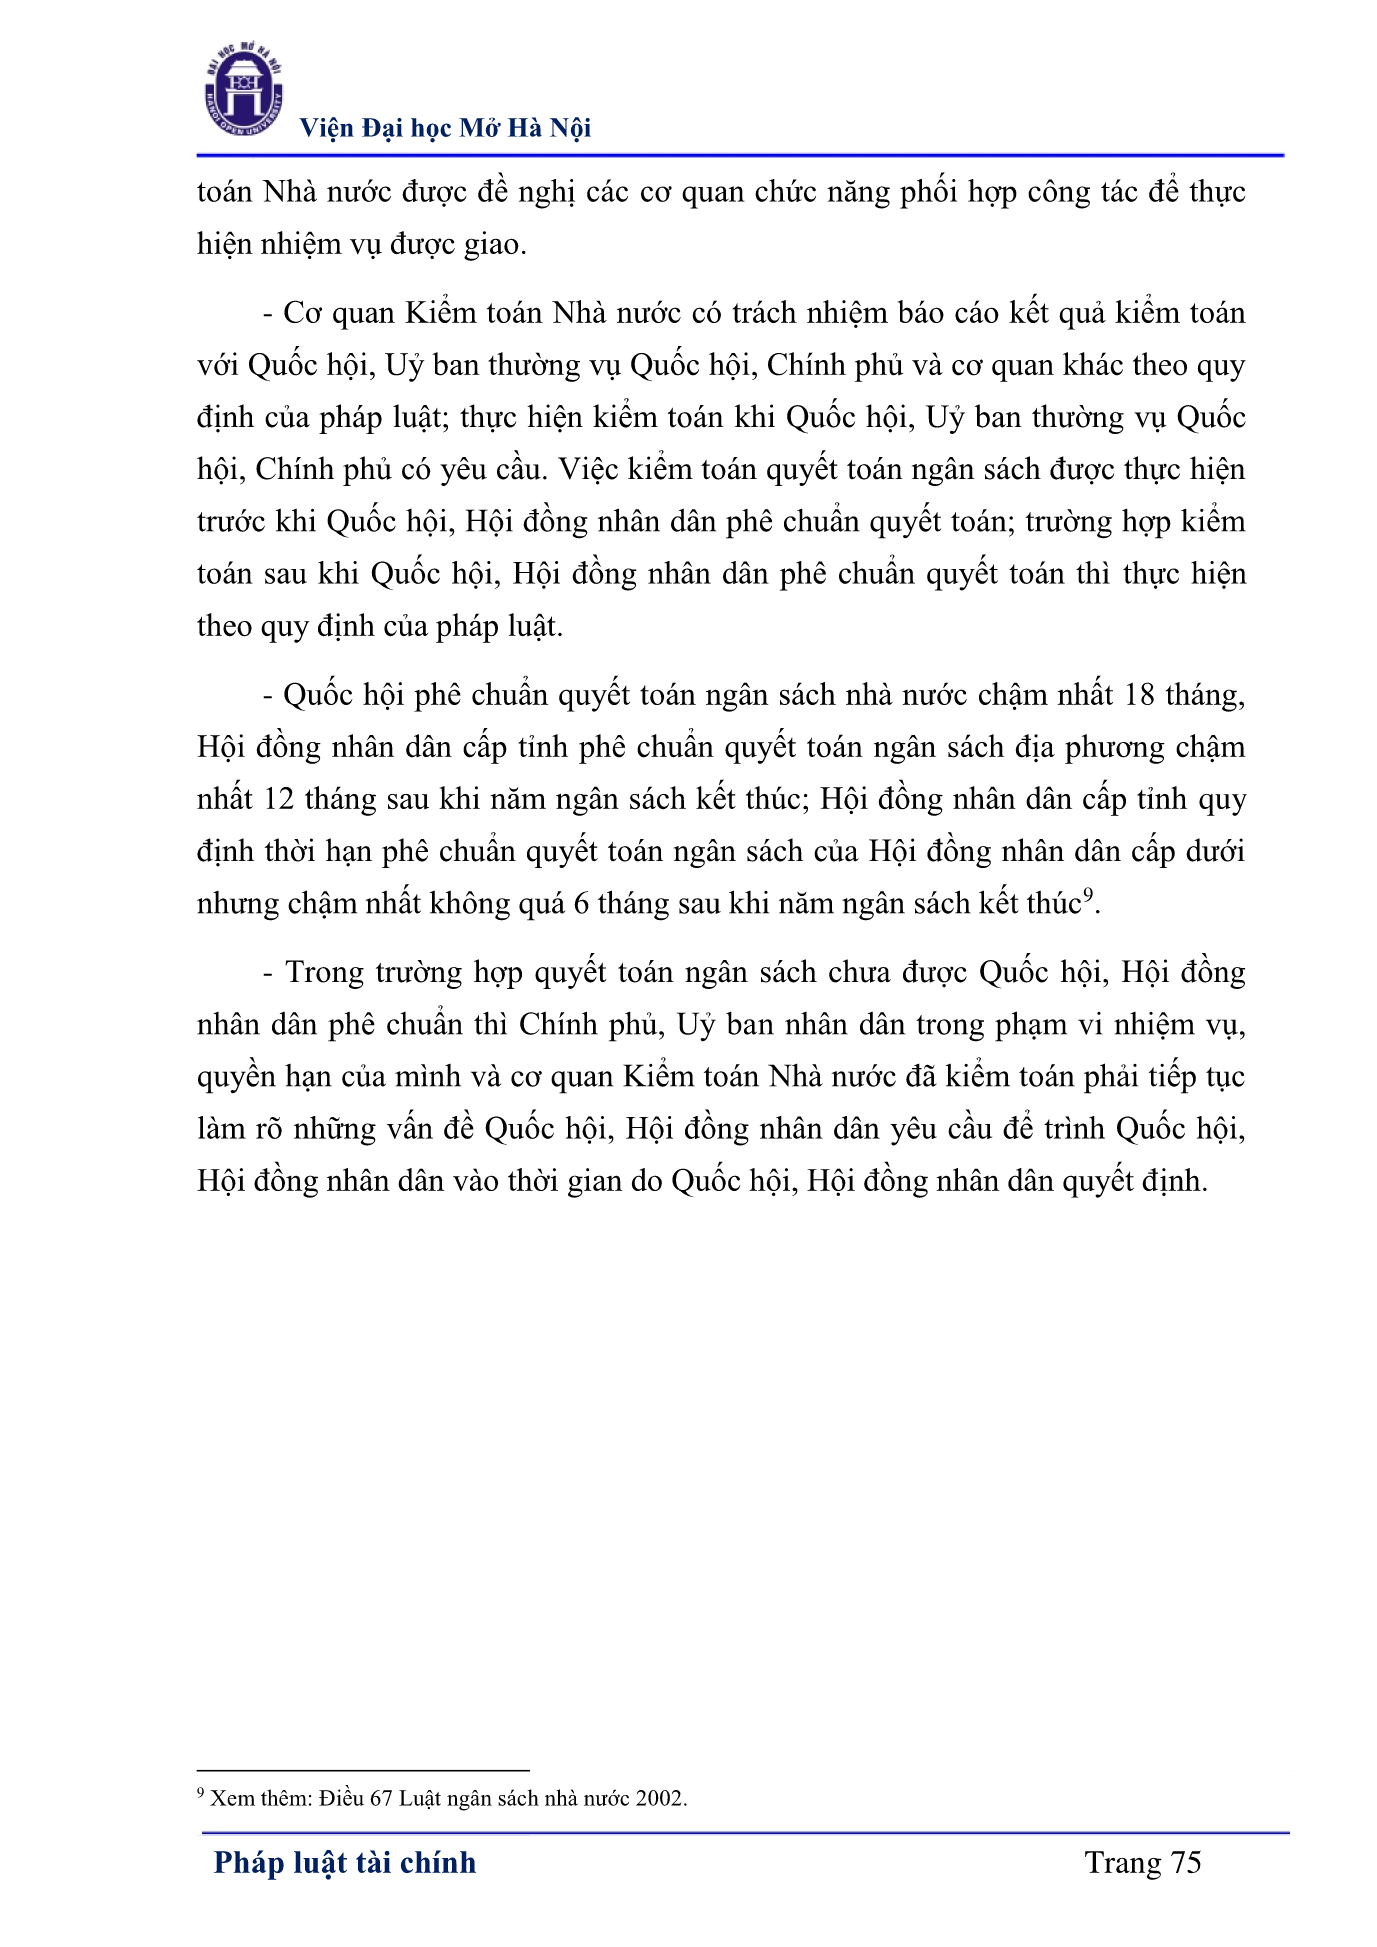 ĐẠI HỌC MỞ HÀ NỘI
HANOI OPEN UNIVERSITY
Viện Đại học Mở Hà Nội
toán Nhà nước được đề nghị các cơ quan chức năng phối hợp công tác để thực
hiện nhiệm vụ được giao.
- Cơ quan Kiểm toán Nhà nước có trách nhiệm báo cáo kết quả kiểm toán
với Quốc hội, Uỷ ban thường vụ Quốc hội, Chính phủ và cơ quan khác theo quy
định của pháp luật; thực hiện kiểm toán khi Quốc hội, Uỷ ban thường vụ Quốc
hội, Chính phủ có yêu cầu. Việc kiểm toán quyết toán ngân sách được thực hiện
trước khi Quốc hội, Hội đồng nhân dân phê chuẩn quyết toán; trường hợp kiểm
toán sau khi Quốc hội, Hội đồng nhân dân phê chuẩn quyết toán thì thực hiện
theo quy định của pháp luật.
- Quốc hội phê chuẩn quyết toán ngân sách nhà nước chậm nhất 18 tháng,
Hội đồng nhân dân cấp tỉnh phê chuẩn quyết toán ngân sách địa phương chậm
nhất 12 tháng sau khi năm ngân sách kết thúc; Hội đồng nhân dân cấp tỉnh quy
định thời hạn phê chuẩn quyết toán ngân sách của Hội đồng nhân dân cấp dưới
nhưng chậm nhất không quá 6 tháng sau khi năm ngân sách kết thúc⁹.
- Trong trường hợp quyết toán ngân sách chưa được Quốc hội, Hội đồng
nhân dân phê chuẩn thì Chính phủ, Uỷ ban nhân dân trong phạm vi nhiệm vụ,
quyền hạn của mình và cơ quan Kiểm toán Nhà nước đã kiểm toán phải tiếp tục
làm rõ những vấn đề Quốc hội, Hội đồng nhân dân yêu cầu để trình Quốc hội,
Hội đồng nhân dân vào thời gian do Quốc hội, Hội đồng nhân dân quyết định.
⁹ Xem thêm: Điều 67 Luật ngân sách nhà nước 2002.
Pháp luật tài chính
Trang 75